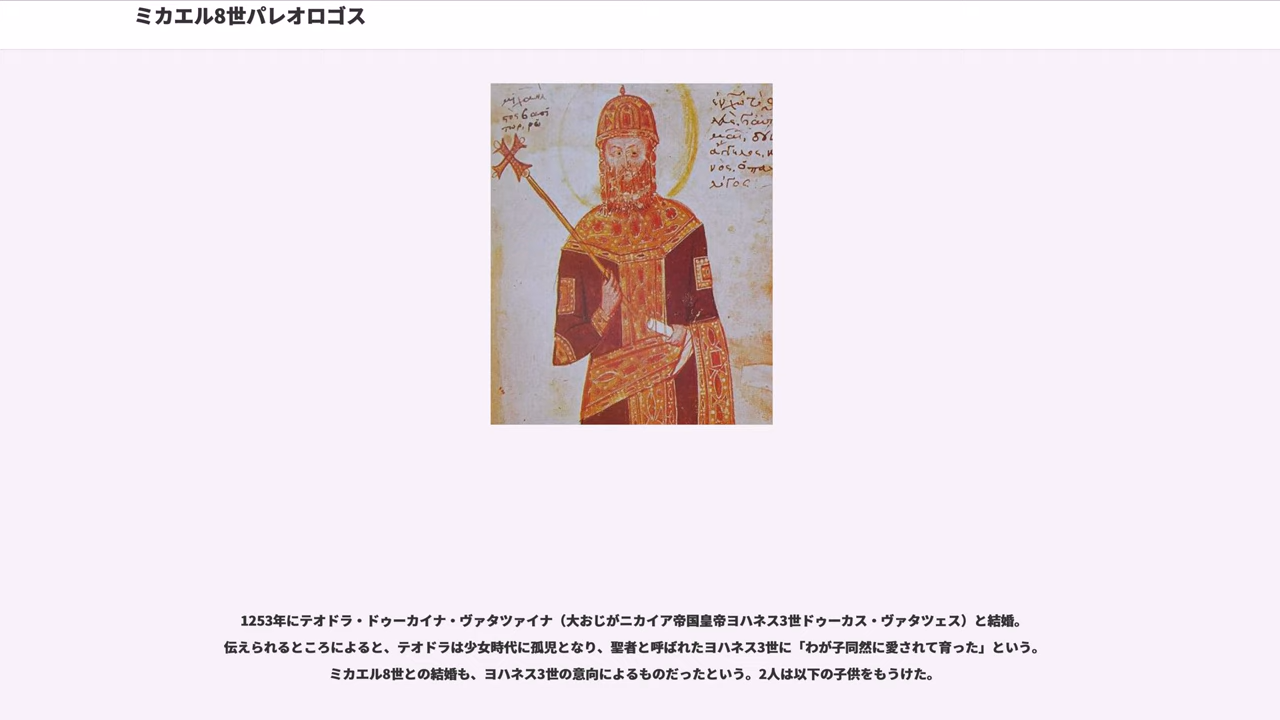 ミカエル8世パレオロゴス
1253年にテオドラ・ドゥーカイナ・ヴァタツァイナ（大おじがニカイア帝国皇帝ヨハネス3世ドゥーカス・ヴァタツェス）と結婚。
伝えられるところによると、テオドラは少女時代に孤児となり、聖者と呼ばれたヨハネス3世に「わが子同然に愛されて育った」という。
ミカエル8世との結婚も、ヨハネス3世の意向によるものだったという。2人は以下の子供をもうけた。